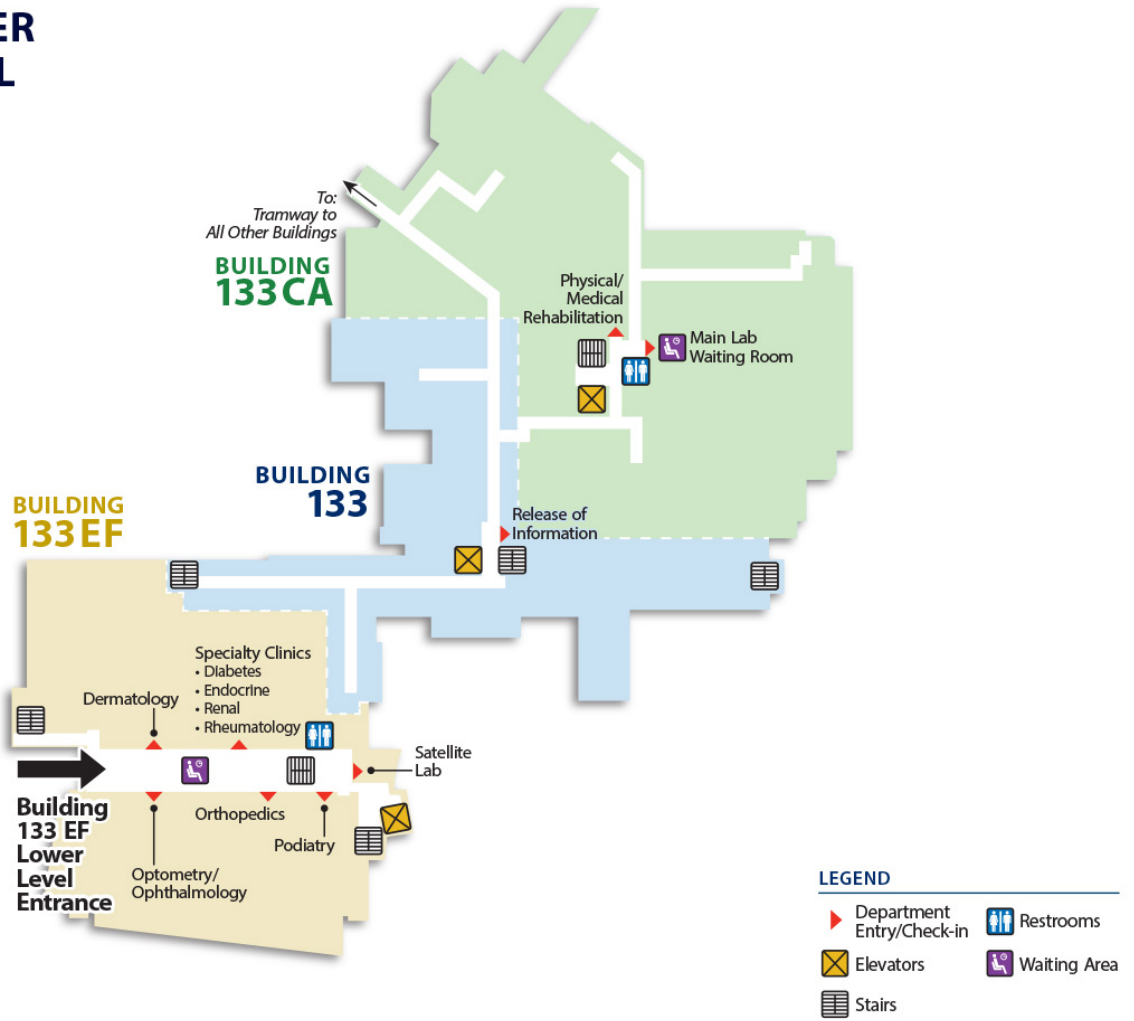 ER
L
To:
Tramway to
All Other Buildings
BUILDING
133 CA
Physical/
Medical
Rehabilitation
Main Lab
Waiting Room
BUILDING
133
Release of
Information
BUILDING
133 EF
Specialty Clinics
• Diabetes
• Endocrine
• Renal
• Rheumatology
Dermatology
Satellite
Lab
Building
133 EF
Lower
Level
Entrance
Orthopedics
Podiatry
Optometry/
Ophthalmology
LEGEND
Department
Entry/Check-in
Restrooms
Elevators
Waiting Area
Stairs